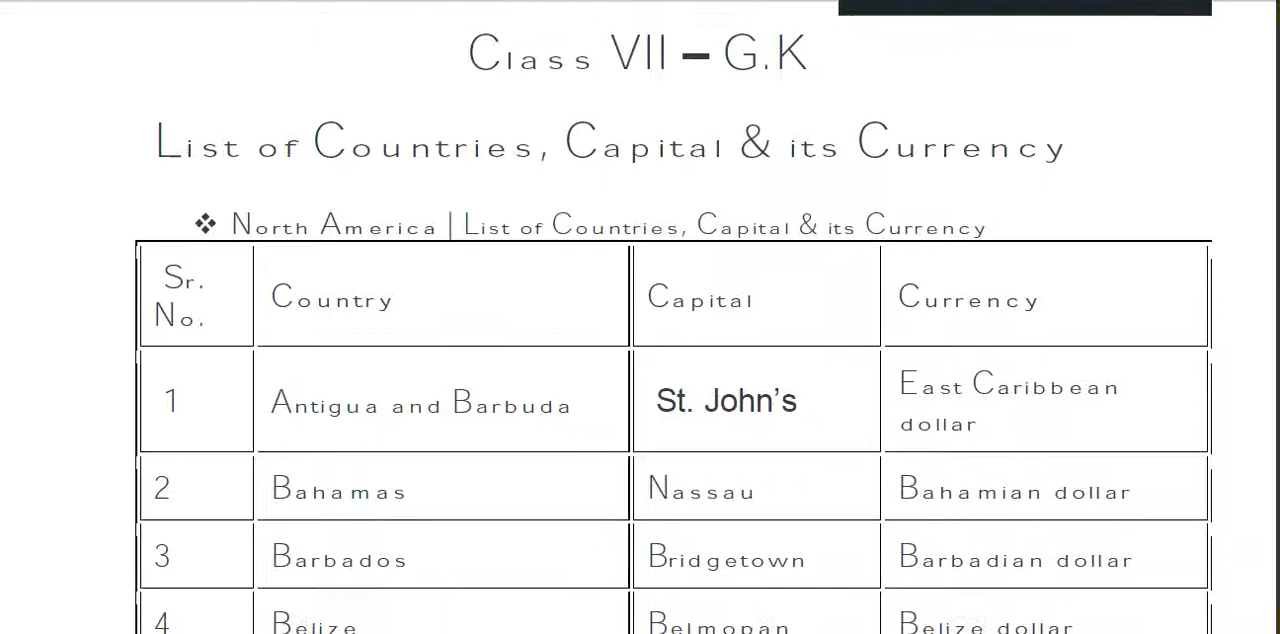 Class VII – G.K
List of Countries, Capital & its Currency
❖ North America | List of Countries, Capital & its Currency
Sr. No. Country Capital Currency
1 Antigua and Barbuda St. John’s East Caribbean dollar
2 Bahamas Nassau Bahamian dollar
3 Barbados Bridgetown Barbadian dollar
4 Belize Belmopan Belize dollar